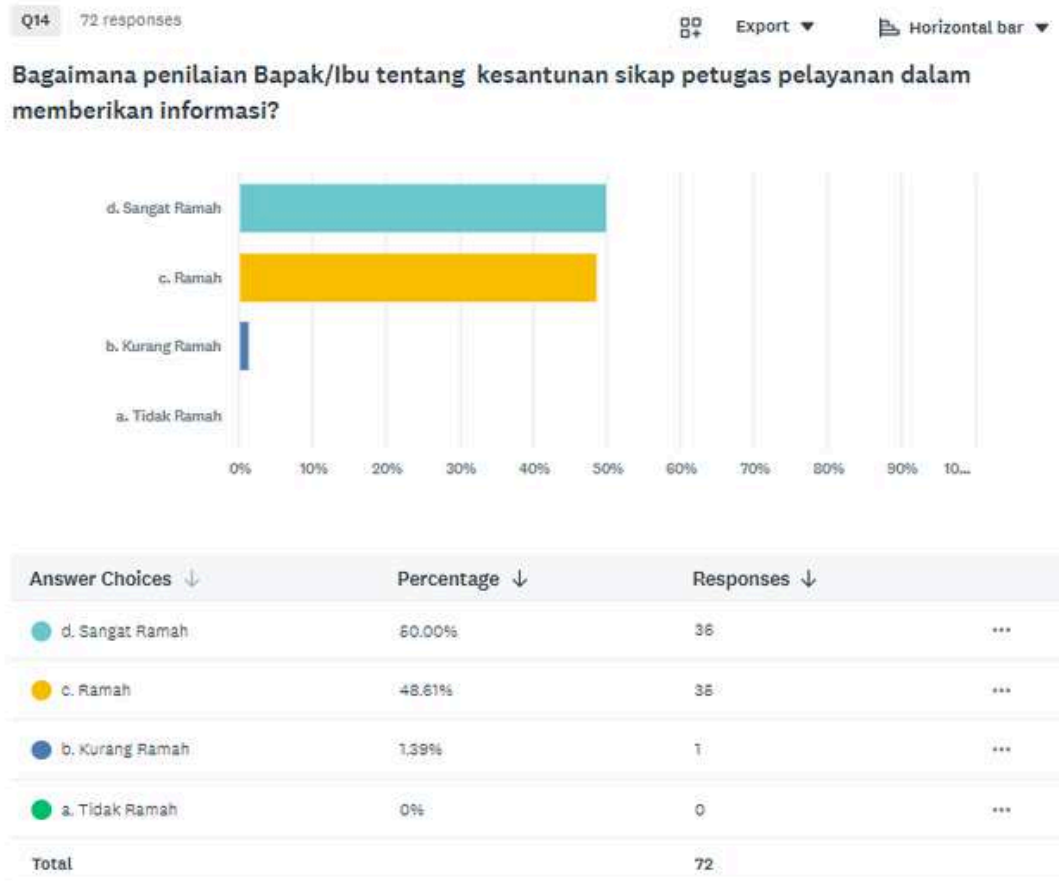 Q14 72 responses Export Horizontal bar
Bagaimana penilaian Bapak/Ibu tentang kesantunan sikap petugas pelayanan dalam
memberikan informasi?
d. Sangat Ramah
c. Ramah
b. Kurang Ramah
a. Tidak Ramah
0% 10% 20% 30% 40% 50% 60% 70% 80% 90% 10...
Answer Choices ↓ Percentage ↓ Responses ↓
d. Sangat Ramah 50.00% 36
c. Ramah 48.61% 35
b. Kurang Ramah 1.39% 1
a. Tidak Ramah 0% 0
Total 72